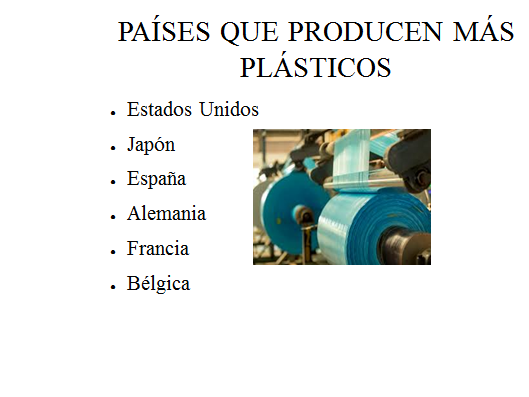 PAÍSES QUE PRODUCEN MÁS
PLÁSTICOS
• Estados Unidos
• Japón
• España
• Alemania
• Francia
• Bélgica